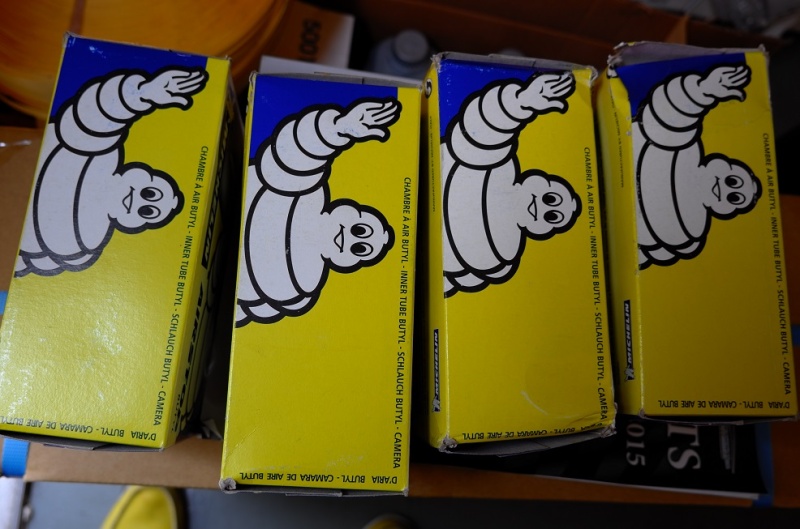 5001
CHAMBRE À AIR BUTYL - INNER TUBE BUTYL - SCHLAUCH BUTYL - CAMERA
D'ARIA BUTYL - CAMARA DE AIRE BUTYL
CHAMBRE À AIR BUTYL - INNER TUBE BUTYL - SCHLAUCH BUTYL - CAMERA
D'ARIA BUTYL - CAMARA DE AIRE BUTYL
CHAMBRE À AIR BUTYL - INNER TUBE BUTYL - SCHLAUCH BUTYL - CAMERA
D'ARIA BUTYL - CAMARA DE AIRE BUTYL
MICHELIN
CHAMBRE À AIR BUTYL - INNER TUBE BUTYL - SCHLAUCH BUTYL - CAMERA
D'ARIA BUTYL - CAMARA DE AIRE BUTYL
MICHELIN